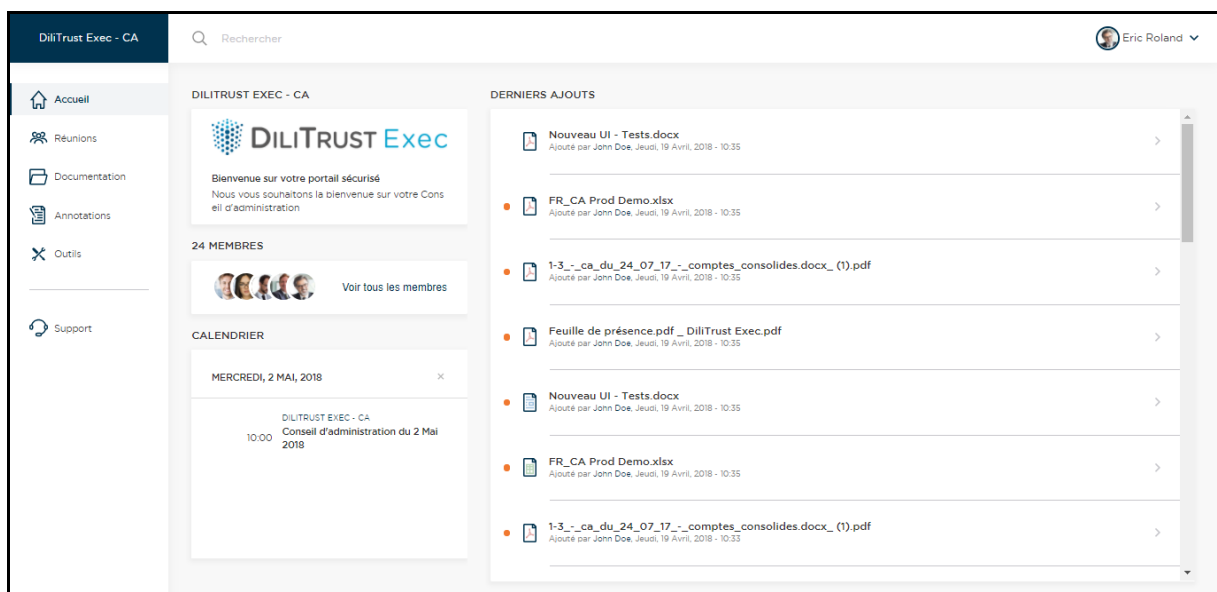 DiliTrust Exec - CA
Rechercher
Eric Roland
Accueil
Réunions
Documentation
Annotations
Outils
Support
DILITRUST EXEC - CA
DILITRUST Exec
Bienvenue sur votre portail sécurisé
Nous vous souhaitons la bienvenue sur votre Cons
eil d'administration
24 MEMBRES
Voir tous les membres
CALENDRIER
MERCREDI, 2 MAI, 2018
10:00
DILITRUST EXEC - CA
Conseil d'administration du 2 Mai
2018
DERNIERS AJOUTS
Nouveau UI - Tests.docx
Ajouté par John Doe, Jeudi, 19 Avril, 2018 - 10:35
FR_CA Prod Demo.xlsx
Ajouté par John Doe, Jeudi, 19 Avril, 2018 - 10:35
1-3_-_ca_du_24_07_17_-_comptes_consolides.docx_ (1).pdf
Ajouté par John Doe, Jeudi, 19 Avril, 2018 - 10:35
Feuille de présence.pdf _ DiliTrust Exec.pdf
Ajouté par John Doe, Jeudi, 19 Avril, 2018 - 10:35
Nouveau UI - Tests.docx
Ajouté par John Doe, Jeudi, 19 Avril, 2018 - 10:35
FR_CA Prod Demo.xlsx
Ajouté par John Doe, Jeudi, 19 Avril, 2018 - 10:35
1-3_-_ca_du_24_07_17_-_comptes_consolides.docx_ (1).pdf
Ajouté par John Doe, Jeudi, 19 Avril, 2018 - 10:33